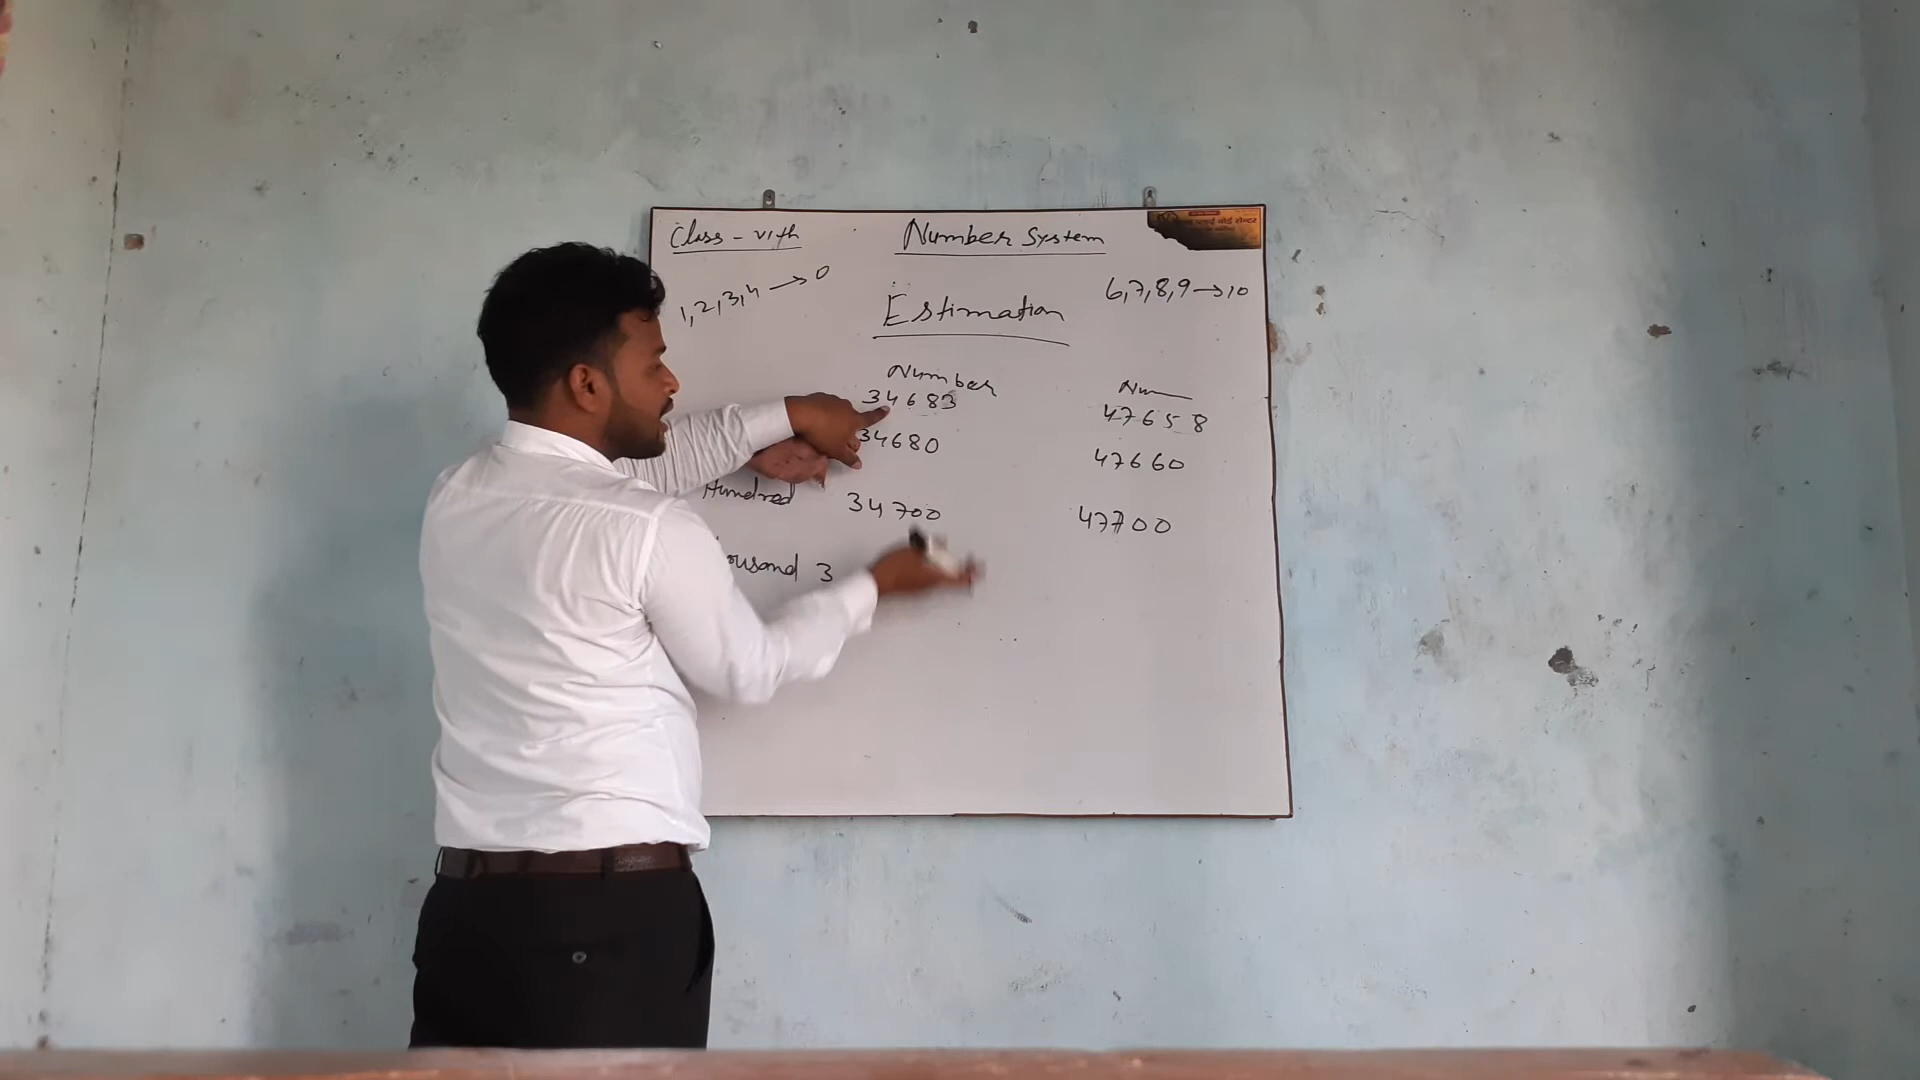 Class - VIth
Number System
1,2,3,4 → 0
6,7,8,9 → 10
Estimation
Number
Num
34683
47658
34680
47660
Hundred 34700
47700
ousand 3